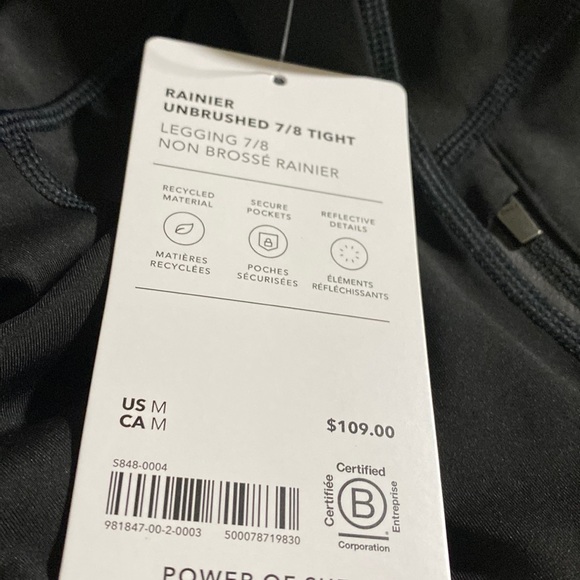 RAINIER
UNBRUSHED 7/8 TIGHT
LEGGING 7/8
NON BROSSÉ RAINIER
RECYCLED
MATERIAL
MATIÈRES
RECYCLÉES
SECURE
POCKETS
POCHES
SÉCURISÉES
REFLECTIVE
DETAILS
ÉLÉMENTS
RÉFLÉCHISSANTS
US M
CA M
$109.00
S848-0004
981847-00-2-0003 500078719830
Certified
Certifiée
B
Entreprise
Corporation
POWER OF